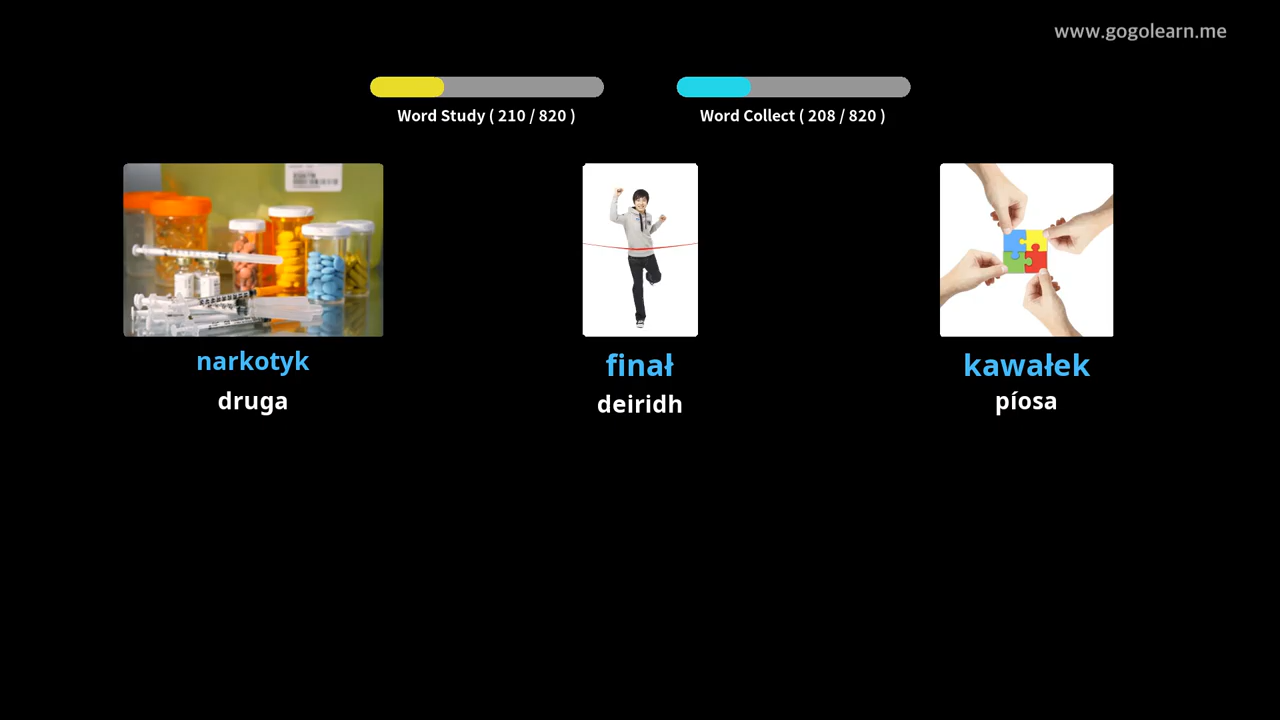 www.gogolearn.me
Word Study ( 210 / 820 )
Word Collect ( 208 / 820 )
narkotyk
druga
finał
deiridh
kawałek
píosa